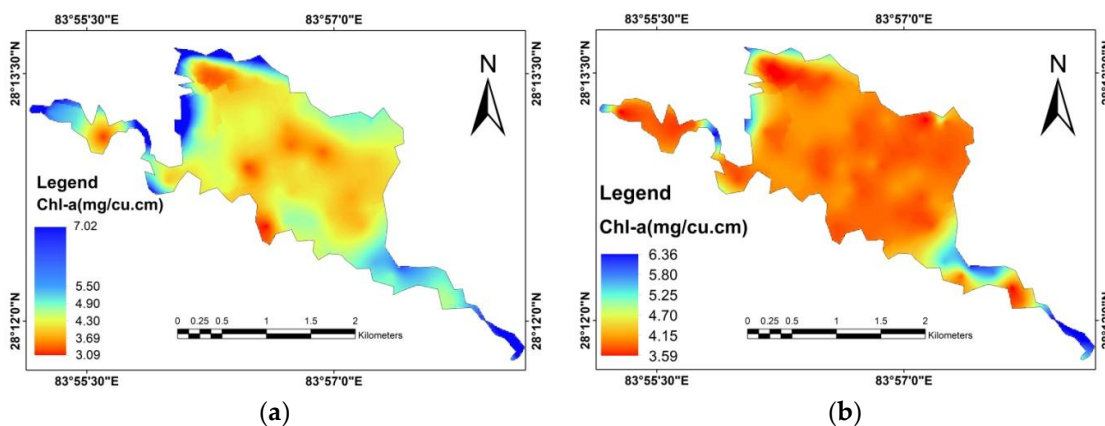 83°55'30"E 83°57'0"E
28°13'30"N
N
28°13'30"N
Legend
Chl-a(mg/cu.cm)
7.02
5.50
4.90
4.30
3.69
3.09
28°12'0"N
0 0.25 0.5 1 1.5 2
Kilometers
28°12'0"N
83°55'30"E 83°57'0"E
(a)
83°55'30"E 83°57'0"E
28°13'30"N
N
Legend
Chl-a(mg/cu.cm)
6.36
5.80
5.25
4.70
4.15
3.59
28°12'0"N
0 0.25 0.5 1 1.5 2
Kilometers
83°55'30"E 83°57'0"E
(b)